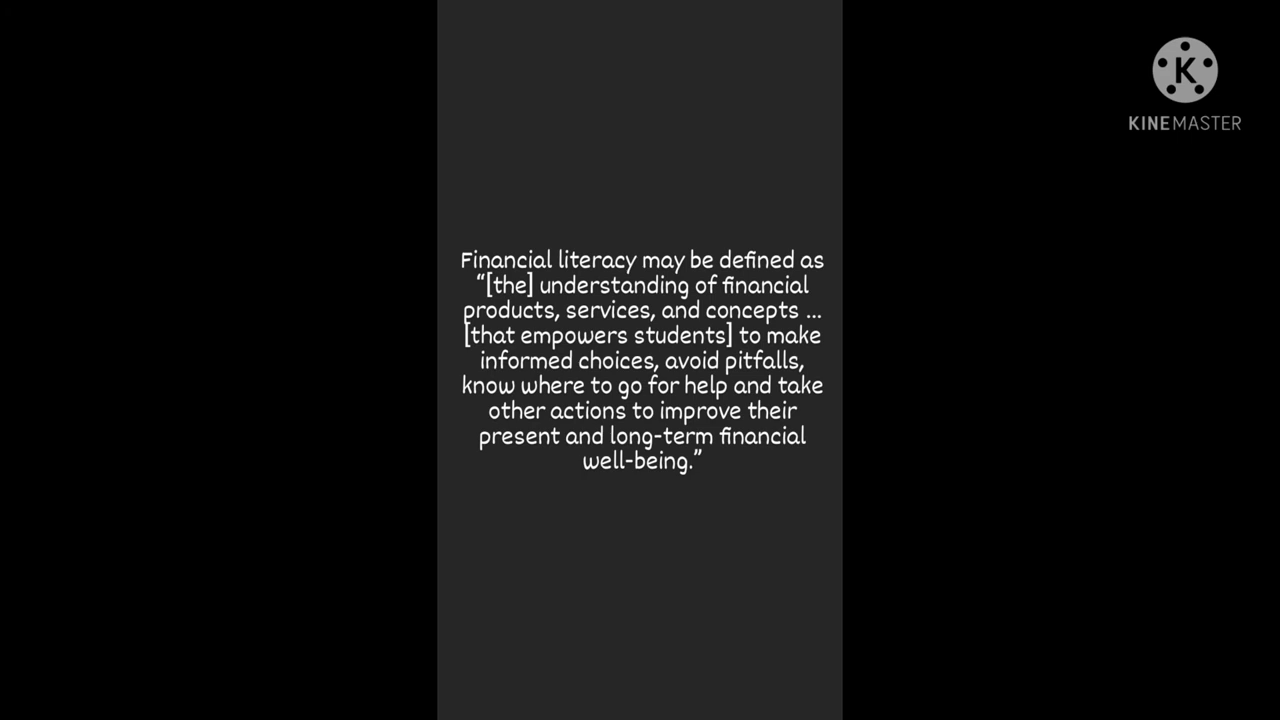 Financial literacy may be defined as
“[the] understanding of financial
products, services, and concepts ...
[that empowers students] to make
informed choices, avoid pitfalls,
know where to go for help and take
other actions to improve their
present and long-term financial
well-being.”
K
KINEMASTER